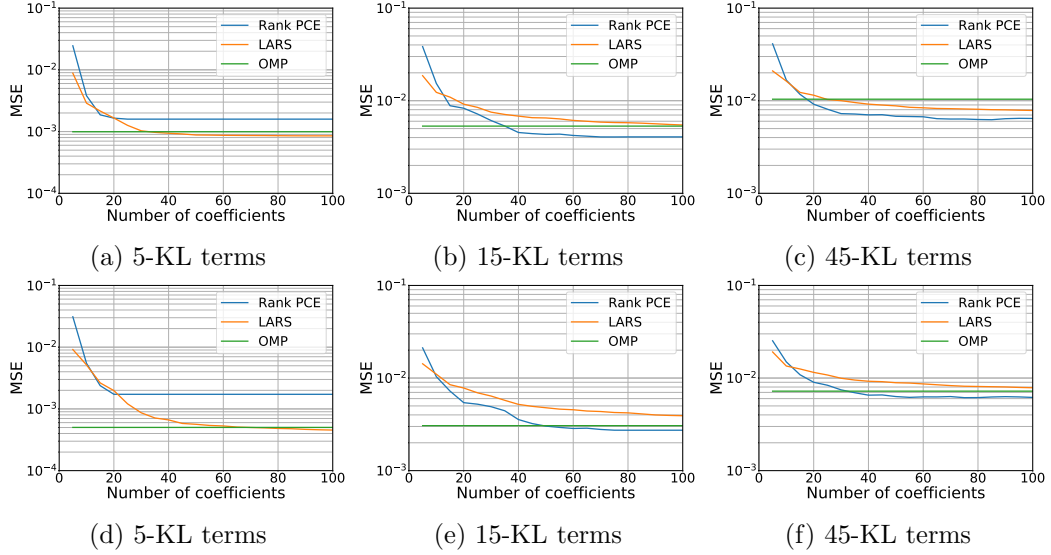 10⁻¹
10⁻²
10⁻³
10⁻⁴
MSE
Rank PCE
LARS
OMP
0 20 40 60 80 100
Number of coefficients
(a) 5-KL terms
10⁻¹
10⁻²
10⁻³
MSE
Rank PCE
LARS
OMP
0 20 40 60 80 100
Number of coefficients
(b) 15-KL terms
10⁻¹
10⁻²
10⁻³
MSE
Rank PCE
LARS
OMP
0 20 40 60 80 100
Number of coefficients
(c) 45-KL terms
10⁻¹
10⁻²
10⁻³
10⁻⁴
MSE
Rank PCE
LARS
OMP
0 20 40 60 80 100
Number of coefficients
(d) 5-KL terms
10⁻¹
10⁻²
10⁻³
MSE
Rank PCE
LARS
OMP
0 20 40 60 80 100
Number of coefficients
(e) 15-KL terms
10⁻¹
10⁻²
10⁻³
MSE
Rank PCE
LARS
OMP
0 20 40 60 80 100
Number of coefficients
(f) 45-KL terms